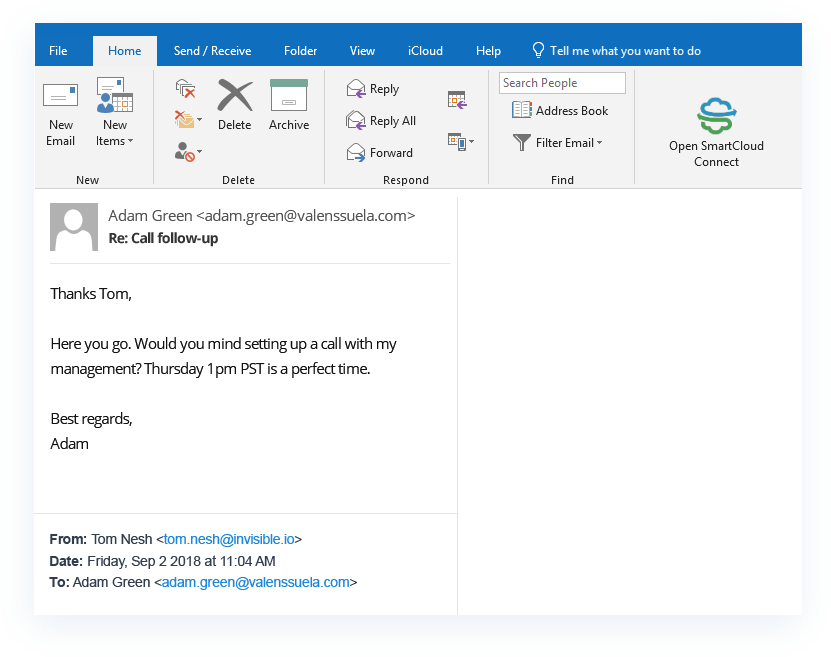 File Home Send / Receive Folder View iCloud Help Tell me what you want to do
New Email
New Items
New
Delete
Archive
Delete
Reply
Reply All
Forward
Respond
Search People
Address Book
Filter Email
Find
Open SmartCloud
Connect
Adam Green <adam.green@valenssuela.com>
Re: Call follow-up
Thanks Tom,
Here you go. Would you mind setting up a call with my
management? Thursday 1pm PST is a perfect time.
Best regards,
Adam
From: Tom Nesh <tom.nesh@invisible.io>
Date: Friday, Sep 2 2018 at 11:04 AM
To: Adam Green <adam.green@valenssuela.com>